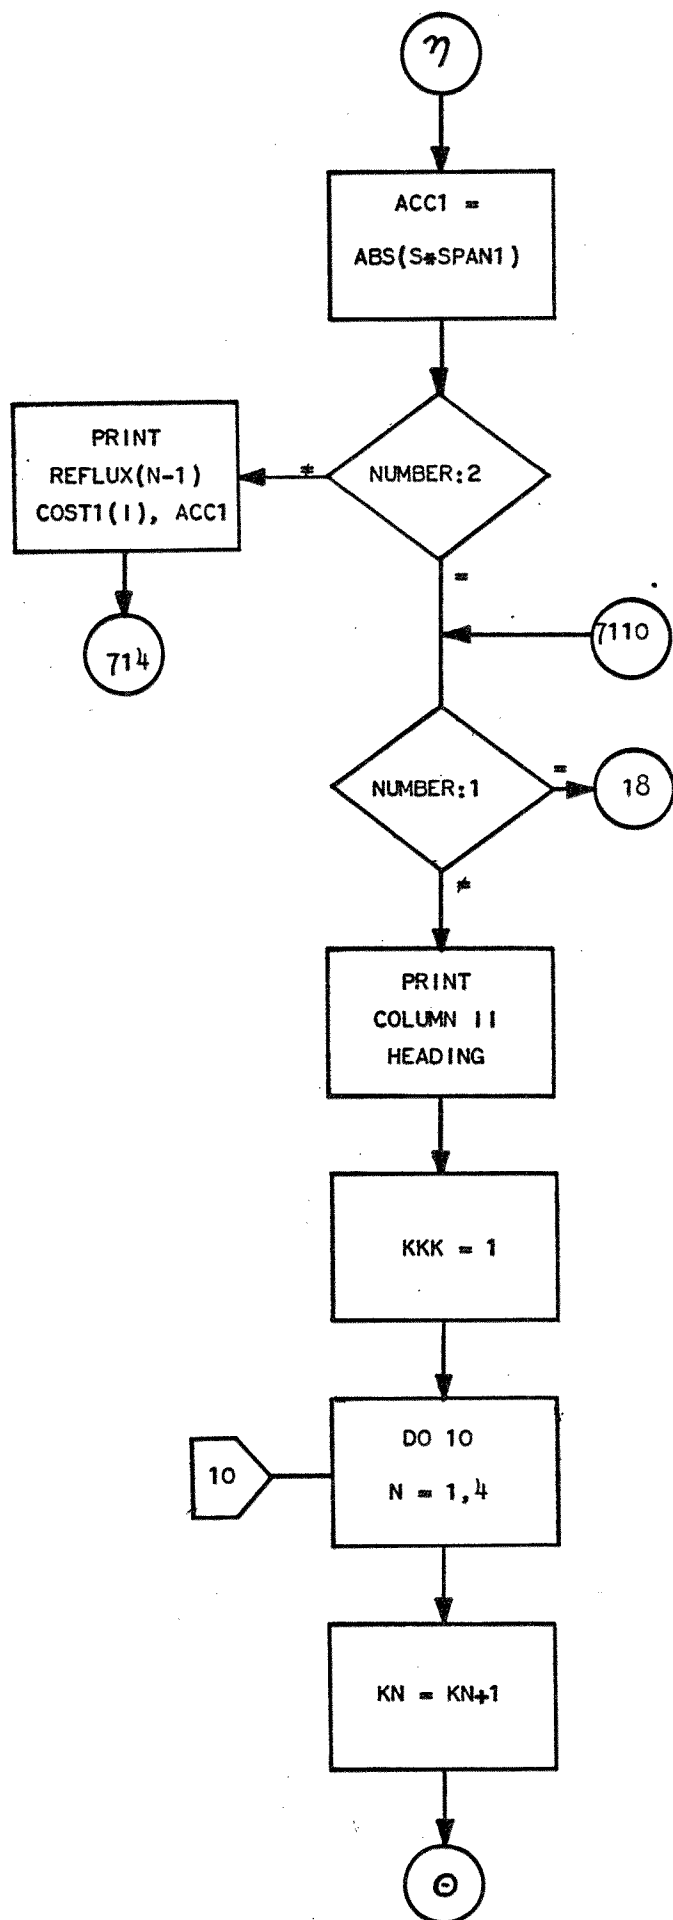 η
ACC1 =
ABS(S*SPAN1)
NUMBER:2
≠
PRINT
REFLUX(N-1)
COST1(I), ACC1
714
=
7110
NUMBER:1
=
18
≠
PRINT
COLUMN II
HEADING
KKK = 1
10
DO 10
N = 1,4
KN = KN+1
Θ